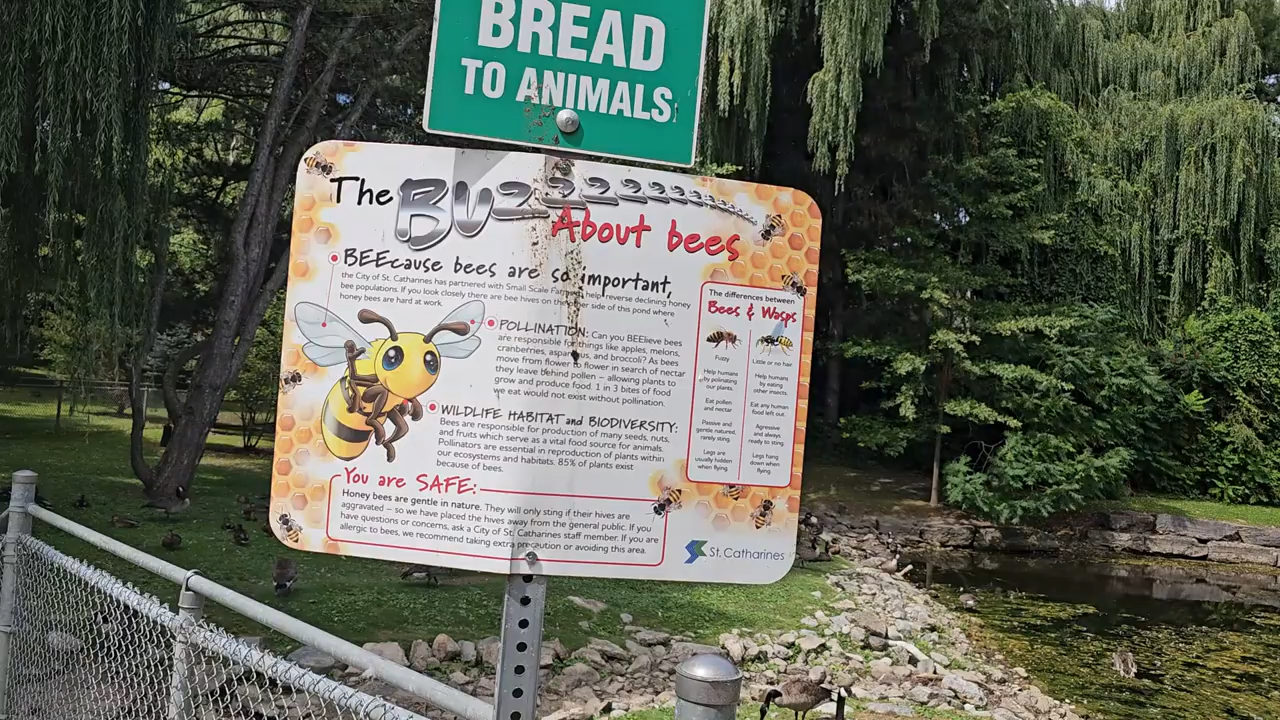 BREAD
TO ANIMALS
The BUZZZZZZZZZ
About bees
BEEcause bees are so important,
the City of St. Catharines has partnered with Small Scale Farms help reverse declining honey
bee populations. If you look closely there are bee hives on the other side of this pond where
honey bees are hard at work.
POLLINATION: Can you BEElieve bees
are responsible for things like apples, melons,
cranberries, asparagus, and broccoli? As bees
move from flower to flower in search of nectar
they leave behind pollen – allowing plants to
grow and produce food. 1 in 3 bites of food
we eat would not exist without pollination.
WILDLIFE HABITAT and BIODIVERSITY:
Bees are responsible for production of many seeds, nuts,
and fruits which serve as a vital food source for animals.
Pollinators are essential in reproduction of plants within
our ecosystems and habitats. 85% of plants exist
because of bees.
You are SAFE:
Honey bees are gentle in nature. They will only sting if their hives are
aggravated – so we have placed the hives away from the general public. If you
have questions or concerns, ask a City of St. Catharines staff member. If you are
allergic to bees, we recommend taking extra precaution or avoiding this area.
The differences between
Bees & Wasps
Fuzzy
Help humans
by polinating
our plants.
Eat pollen
and nectar
Passive and
gentle natured,
rarely sting.
Legs are
usually hidden
when flying.
Little or no hair.
Help humans
by eating
other insects.
Eat any human
food left out.
Agressive
and always
ready to sting.
Legs hang
down when
flying.
St. Catharines